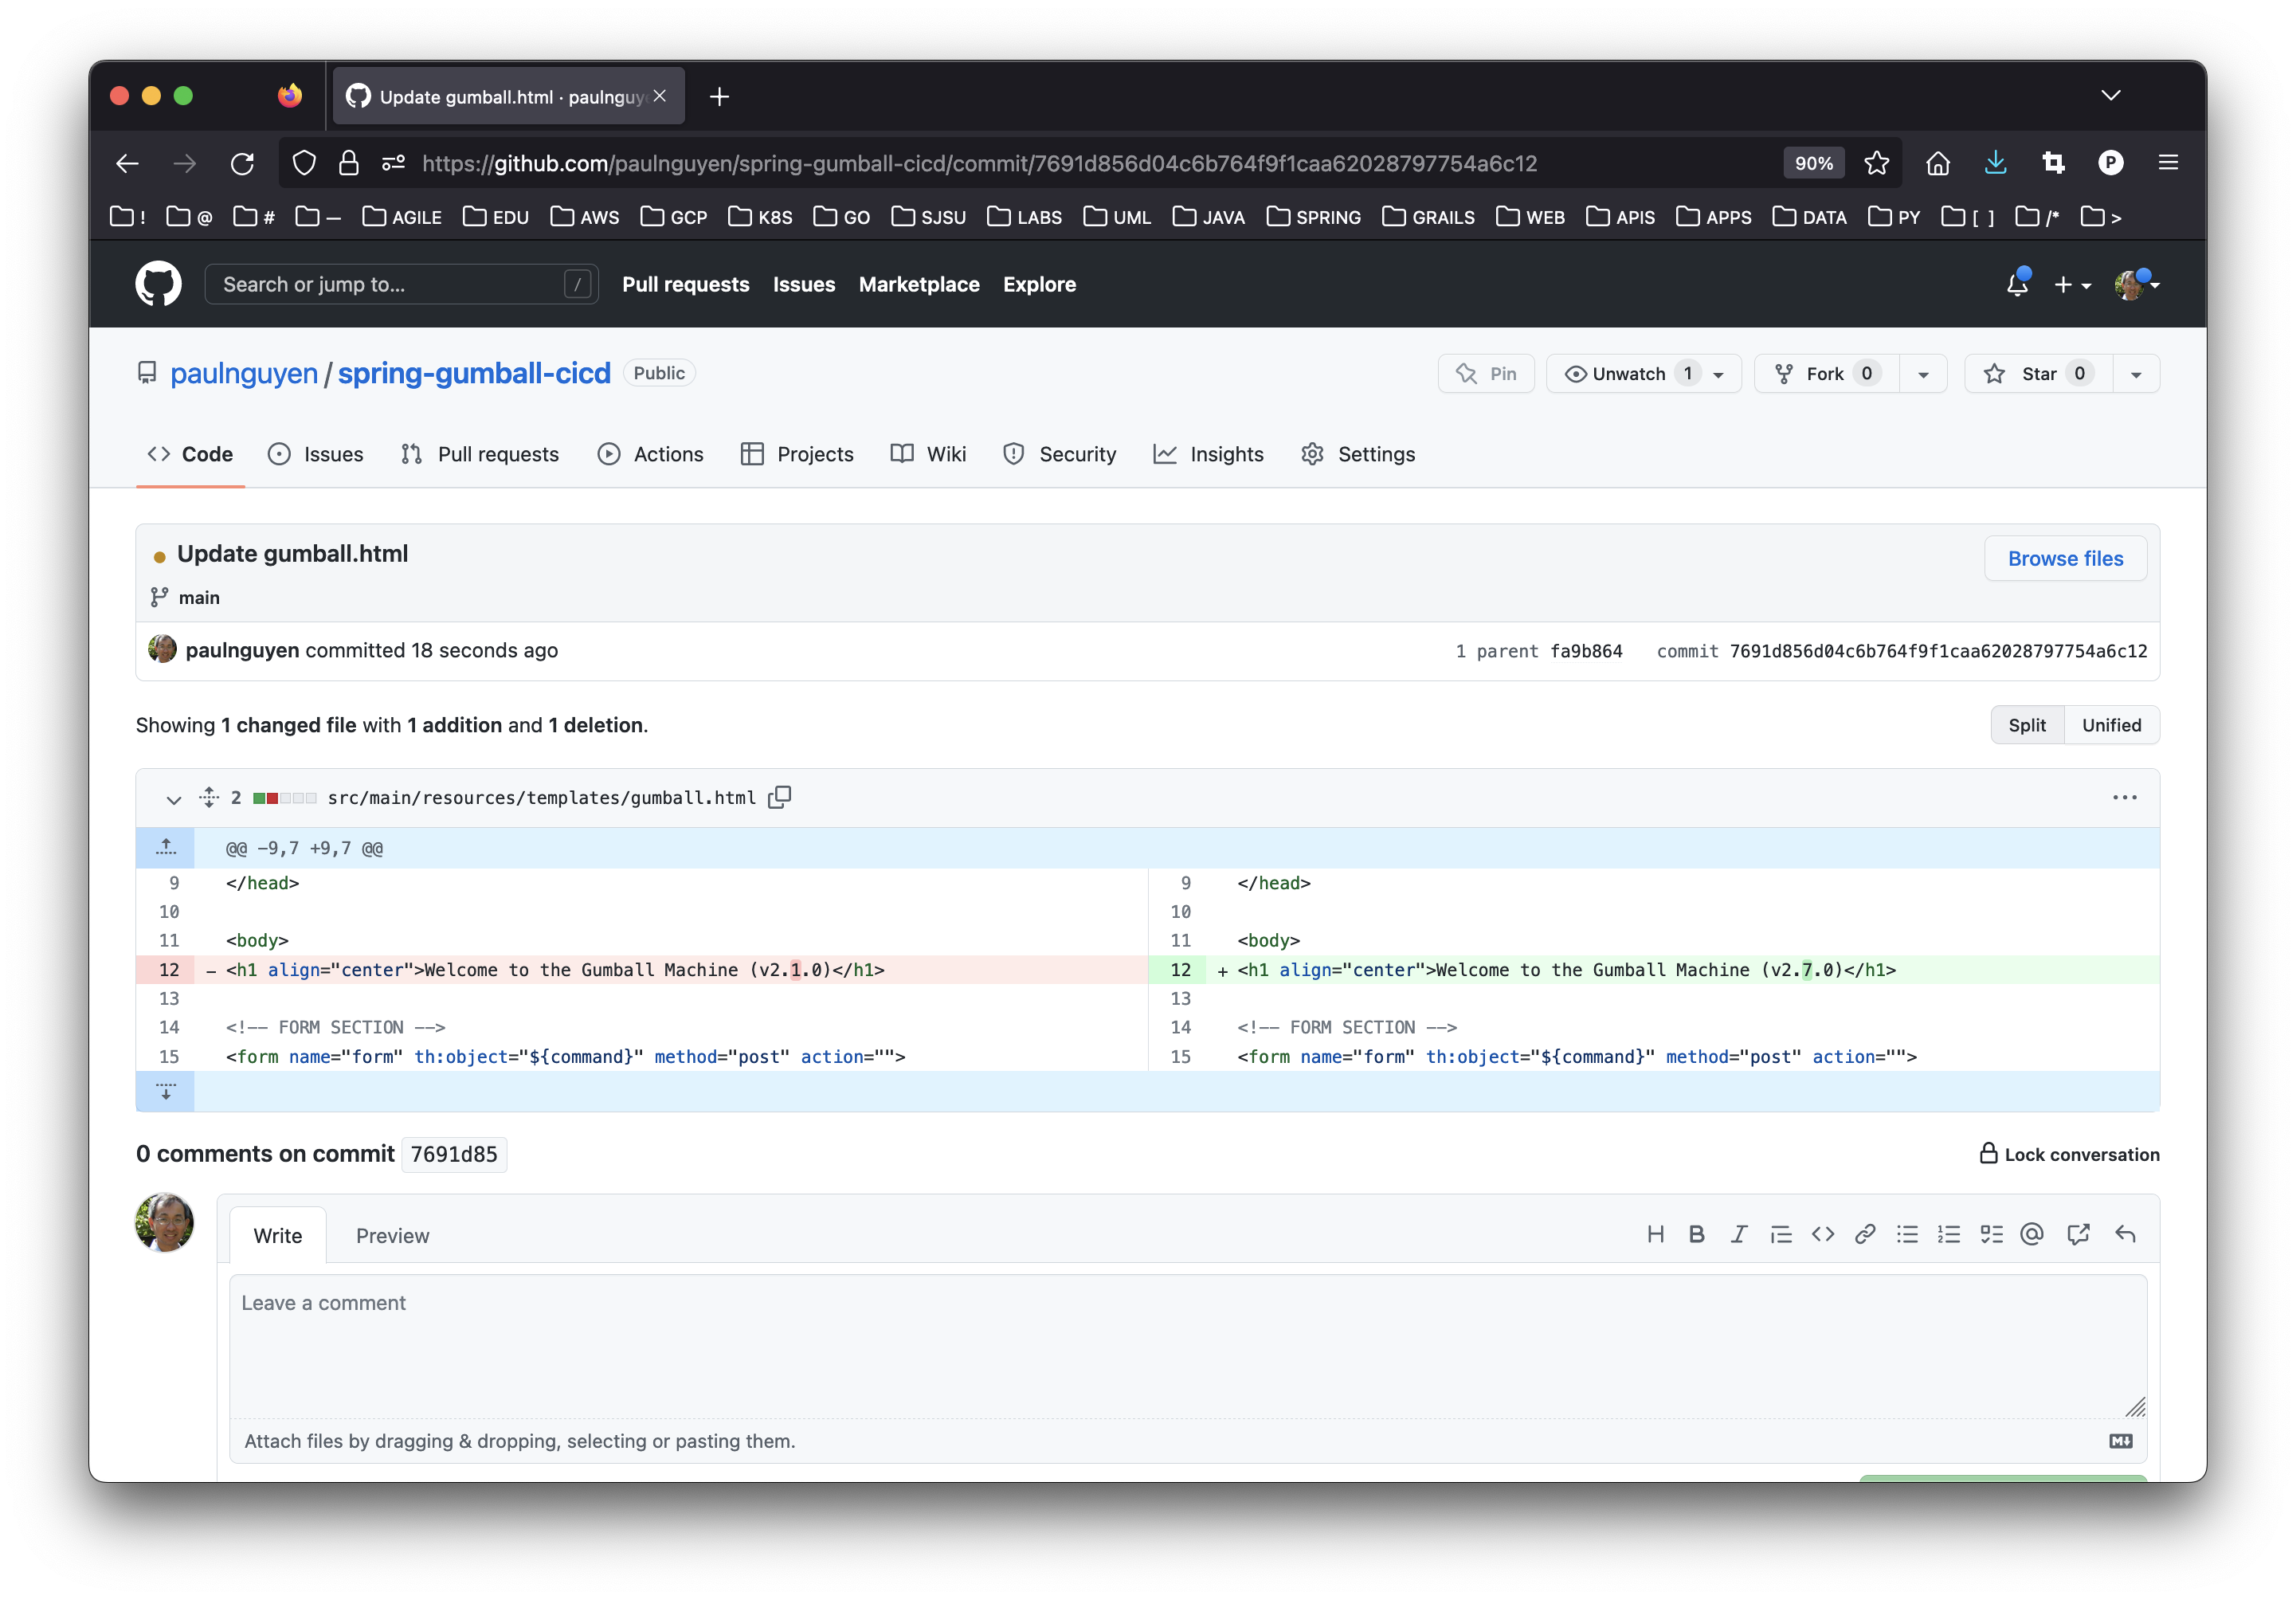 Update gumball.html · paulnguy
https://github.com/paulnguyen/spring-gumball-cicd/commit/7691d856d04c6b764f9f1caa62028797754a6c12 90% P
! @ # — AGILE EDU AWS GCP K8S GO SJSU LABS UML JAVA SPRING GRAILS WEB APIS APPS DATA PY [ ] /* >
Search or jump to... / Pull requests Issues Marketplace Explore
paulnguyen / spring-gumball-cicd Public Pin Unwatch 1 Fork 0 Star 0
Code Issues Pull requests Actions Projects Wiki Security Insights Settings
Update gumball.html Browse files
main
paulnguyen committed 18 seconds ago 1 parent fa9b864 commit 7691d856d04c6b764f9f1caa62028797754a6c12
Showing 1 changed file with 1 addition and 1 deletion. Split Unified
2 src/main/resources/templates/gumball.html
@@ -9,7 +9,7 @@
9 </head> 9 </head>
10 10
11 <body> 11 <body>
12 - <h1 align="center">Welcome to the Gumball Machine (v2.1.0)</h1> 12 + <h1 align="center">Welcome to the Gumball Machine (v2.7.0)</h1>
13 13
14 <!-- FORM SECTION --> 14 <!-- FORM SECTION -->
15 <form name="form" th:object="${command}" method="post" action=""> 15 <form name="form" th:object="${command}" method="post" action="">
0 comments on commit 7691d85 Lock conversation
Write Preview
Leave a comment
Attach files by dragging & dropping, selecting or pasting them.